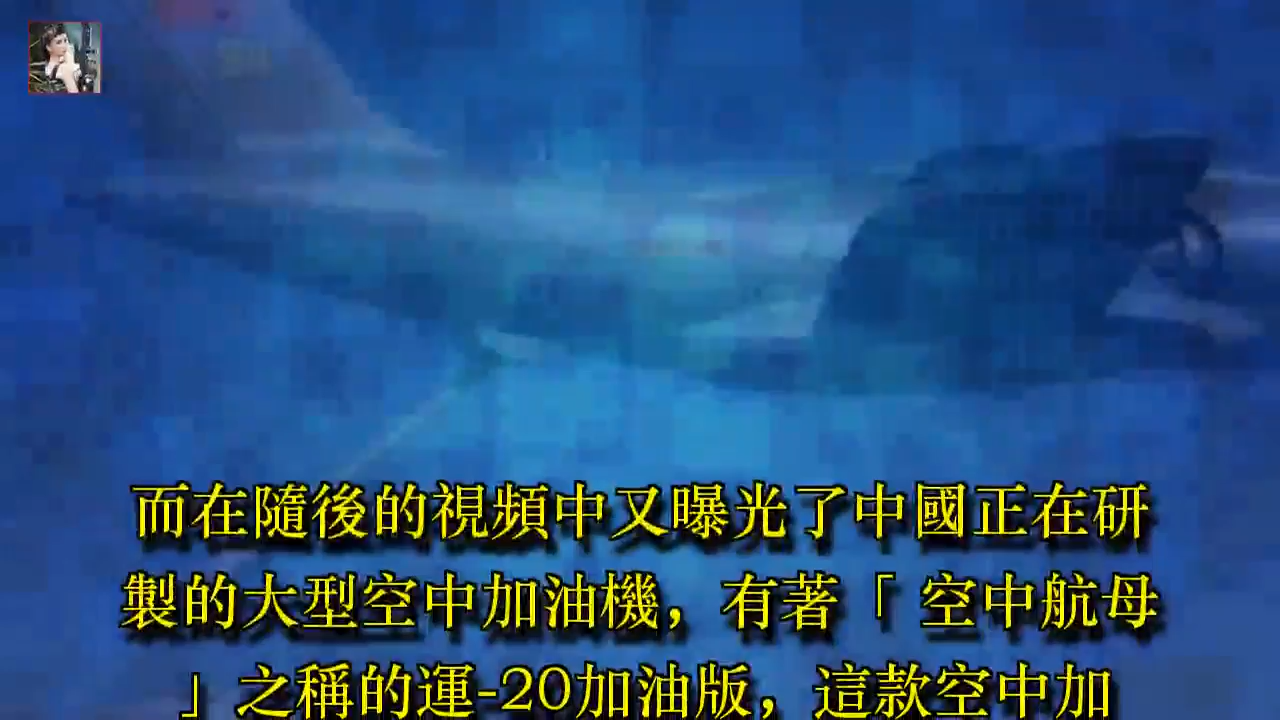 而在隨後的視頻中又曝光了中國正在研
製的大型空中加油機，有著「 空中航母
」之稱的運-20加油版，這款空中加